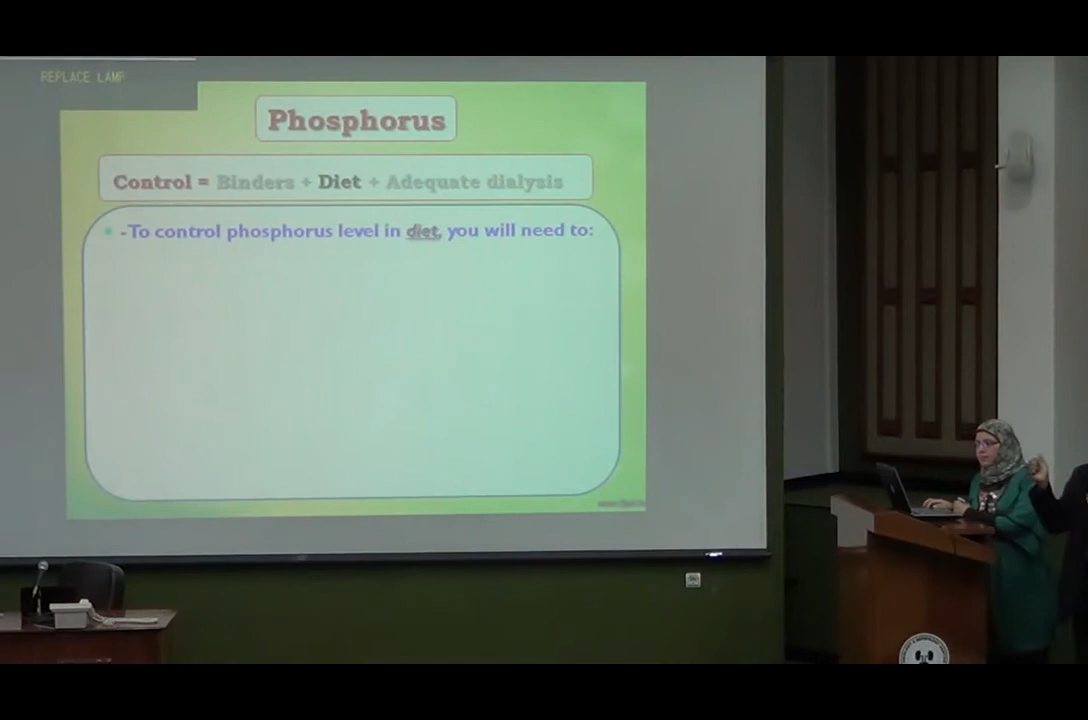 REPLACE LAMP
Phosphorus
Control = Binders + Diet + Adequate dialysis
-To control phosphorus level in diet, you will need to: